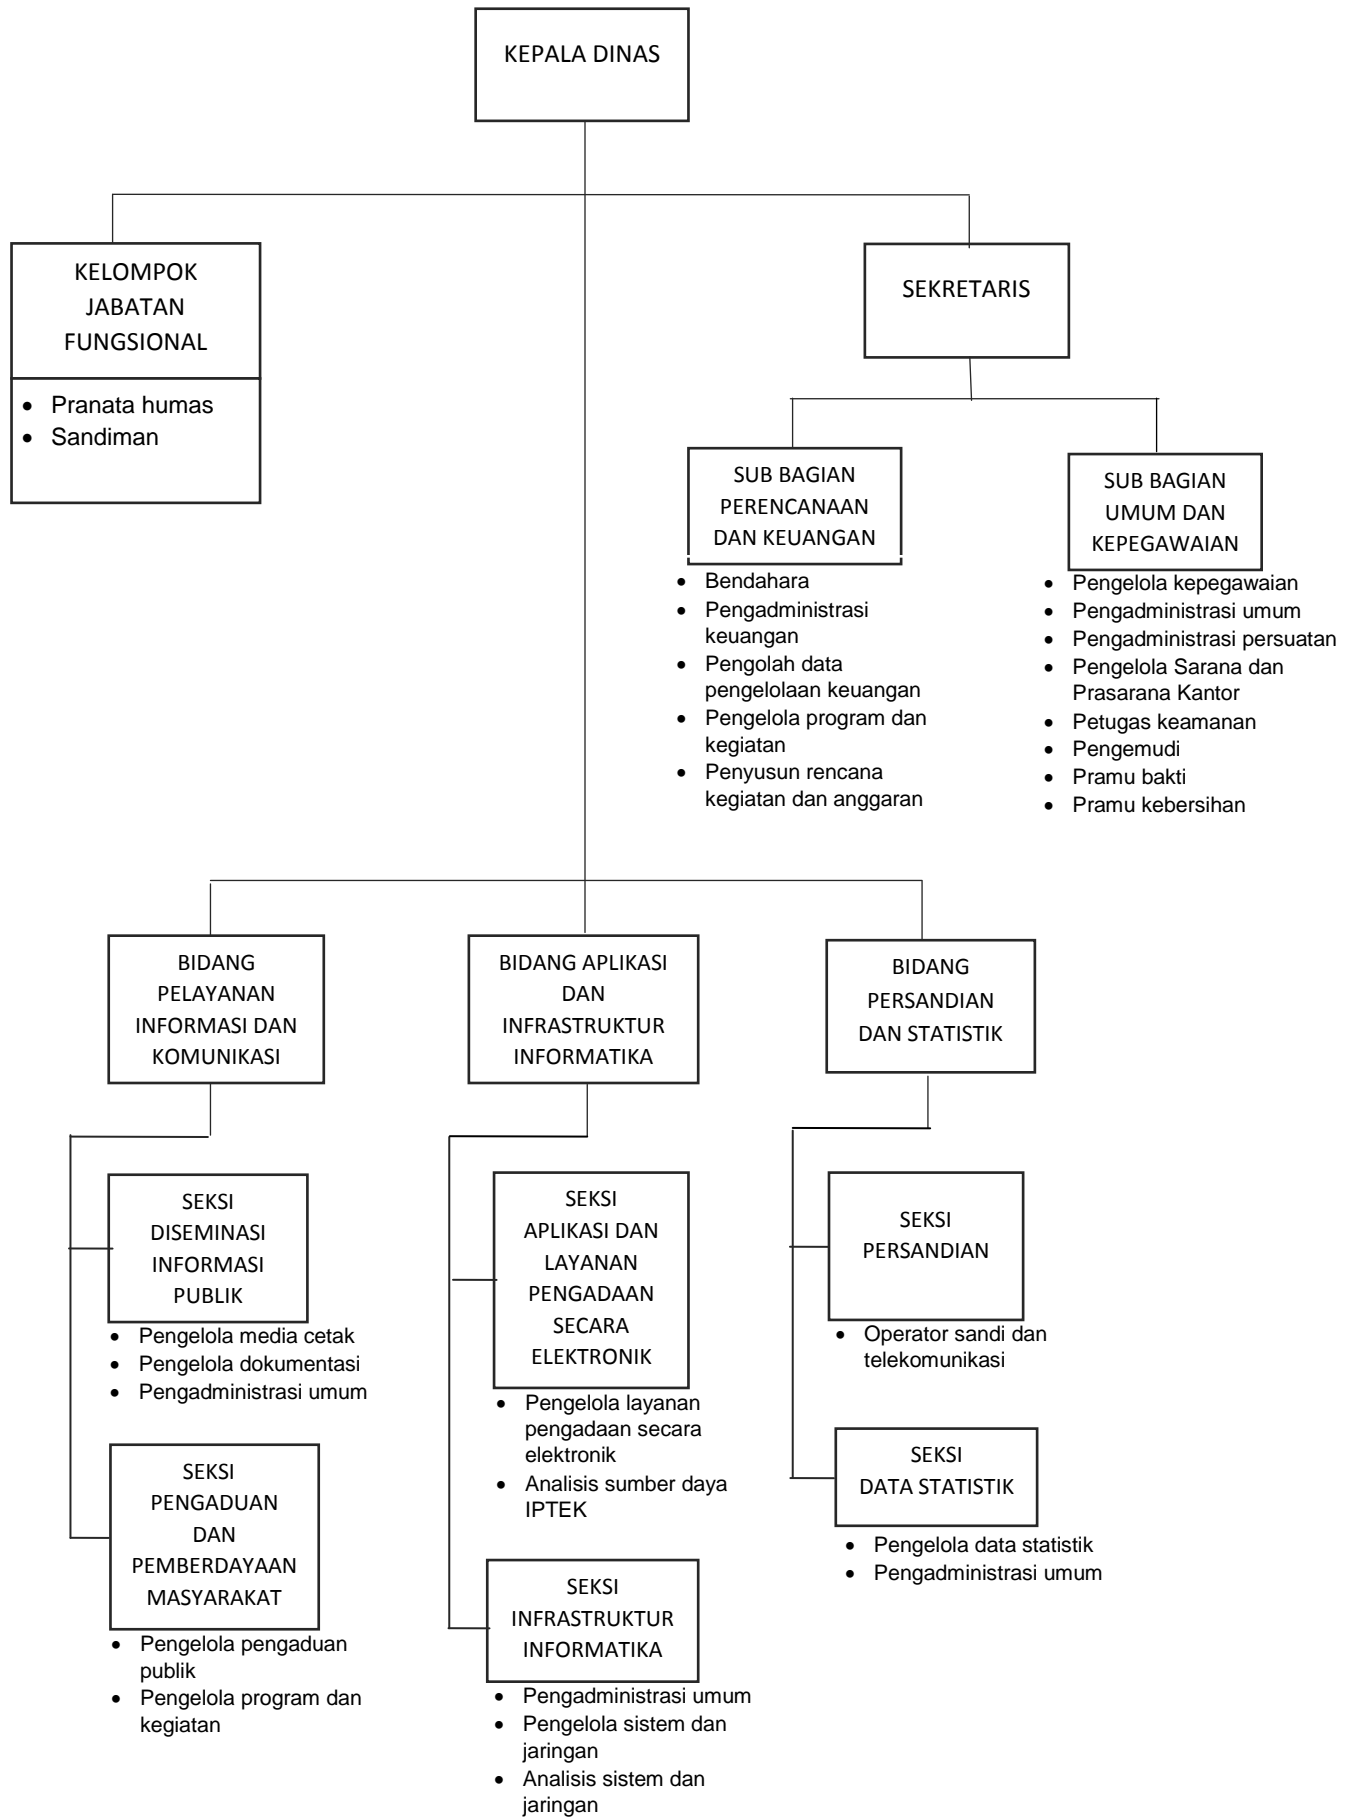 KEPALA DINAS
KELOMPOK
JABATAN
FUNGSIONAL
• Pranata humas
• Sandiman
SEKRETARIS
SUB BAGIAN
PERENCANAAN
DAN KEUANGAN
• Bendahara
• Pengadministrasi
keuangan
• Pengolah data
pengelolaan keuangan
• Pengelola program dan
kegiatan
• Penyusun rencana
kegiatan dan anggaran
SUB BAGIAN
UMUM DAN
KEPEGAWAIAN
• Pengelola kepegawaian
• Pengadministrasi umum
• Pengadministrasi persuatan
• Pengelola Sarana dan
Prasarana Kantor
• Petugas keamanan
• Pengemudi
• Pramu bakti
• Pramu kebersihan
BIDANG
PELAYANAN
INFORMASI DAN
KOMUNIKASI
SEKSI
DISEMINASI
INFORMASI
PUBLIK
• Pengelola media cetak
• Pengelola dokumentasi
• Pengadministrasi umum
SEKSI
PENGADUAN
DAN
PEMBERDAYAAN
MASYARAKAT
• Pengelola pengaduan
publik
• Pengelola program dan
kegiatan
BIDANG APLIKASI
DAN
INFRASTRUKTUR
INFORMATIKA
SEKSI
APLIKASI DAN
LAYANAN
PENGADAAN
SECARA
ELEKTRONIK
• Pengelola layanan
pengadaan secara
elektronik
• Analisis sumber daya
IPTEK
SEKSI
INFRASTRUKTUR
INFORMATIKA
• Pengadministrasi umum
• Pengelola sistem dan
jaringan
• Analisis sistem dan
jaringan
BIDANG
PERSANDIAN
DAN STATISTIK
SEKSI
PERSANDIAN
• Operator sandi dan
telekomunikasi
SEKSI
DATA STATISTIK
• Pengelola data statistik
• Pengadministrasi umum